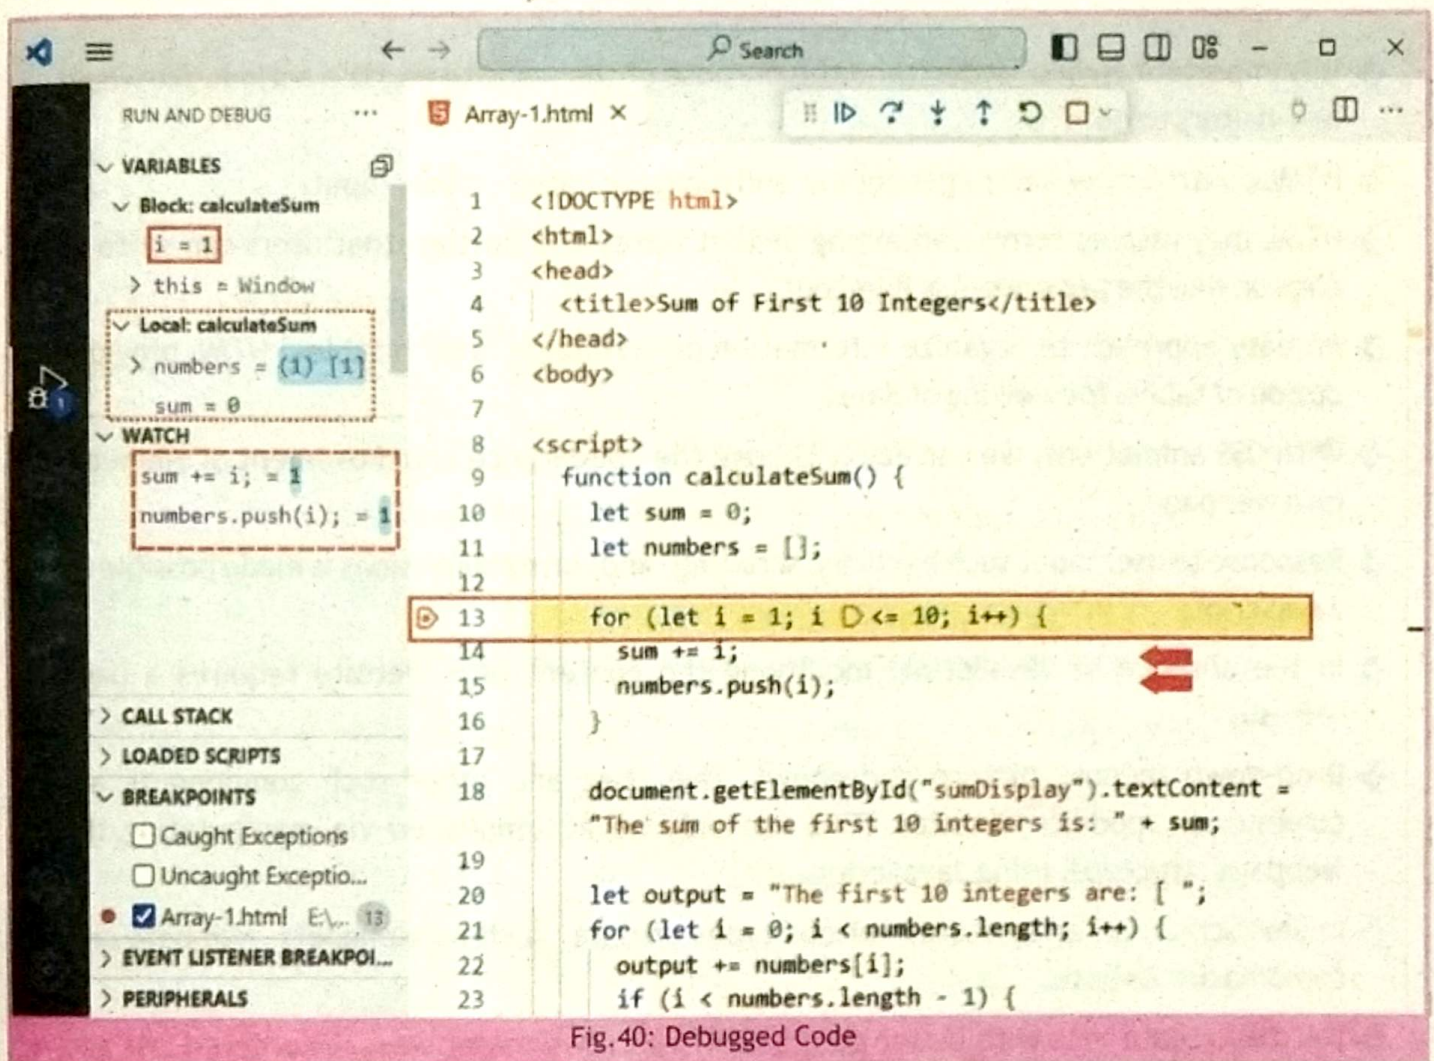 Search
RUN AND DEBUG ...
Array-1.html
VARIABLES
Block: calculateSum
i = 1
this = Window
Local: calculateSum
numbers = (1) [1]
sum = 0
WATCH
sum += i; = 1
numbers.push(i); = 1
CALL STACK
LOADED SCRIPTS
BREAKPOINTS
Caught Exceptions
Uncaught Exceptio...
Array-1.html E:\... 13
EVENT LISTENER BREAKPOI...
PERIPHERALS
1 <!DOCTYPE html>
2 <html>
3 <head>
4 <title>Sum of First 10 Integers</title>
5 </head>
6 <body>
7
8 <script>
9 function calculateSum() {
10 let sum = 0;
11 let numbers = [];
12
13 for (let i = 1; i <= 10; i++) {
14 sum += i;
15 numbers.push(i);
16 }
17
18 document.getElementById("sumDisplay").textContent =
"The sum of the first 10 integers is: " + sum;
19
20 let output = "The first 10 integers are: [ ";
21 for (let i = 0; i < numbers.length; i++) {
22 output += numbers[i];
23 if (i < numbers.length - 1) {
Fig.40: Debugged Code